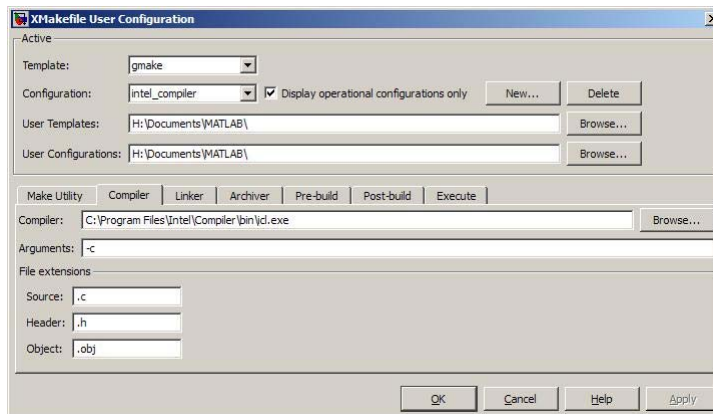 XMakefile User Configuration
Active
Template: gmake
Configuration: intel_compiler Display operational configurations only New... Delete
User Templates: H:\Documents\MATLAB\ Browse...
User Configurations: H:\Documents\MATLAB\ Browse...
Make Utility Compiler Linker Archiver Pre-build Post-build Execute
Compiler: C:\Program Files\Intel\Compiler\bin\icl.exe Browse...
Arguments: -c
File extensions
Source: .c
Header: .h
Object: .obj
OK Cancel Help Apply